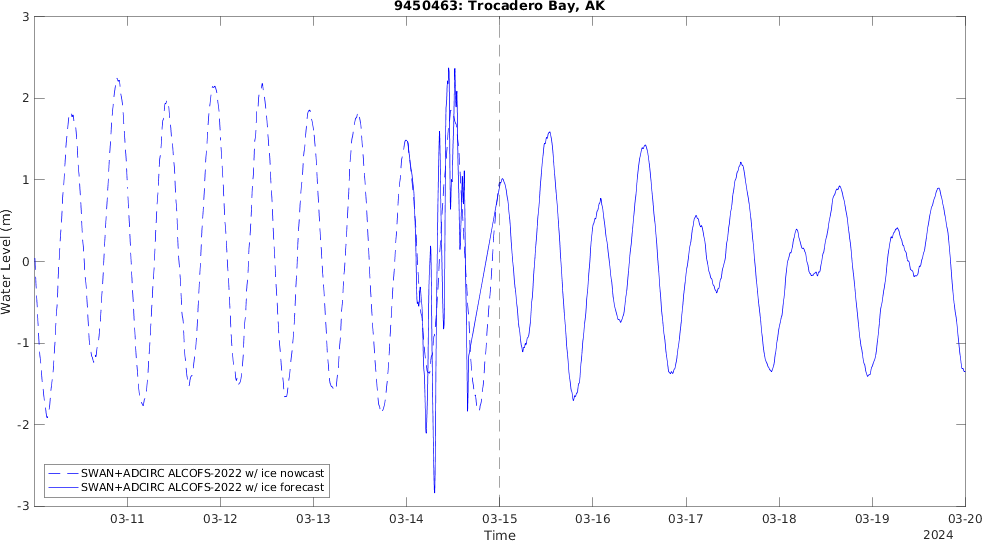 9450463: Trocadero Bay, AK
3
2
1
0
-1
-2
-3
Water Level (m)
SWAN+ADCIRC ALCOFS-2022 w/ ice nowcast
SWAN+ADCIRC ALCOFS-2022 w/ ice forecast
03-11 03-12 03-13 03-14 03-15 03-16 03-17 03-18 03-19 03-20
Time
2024